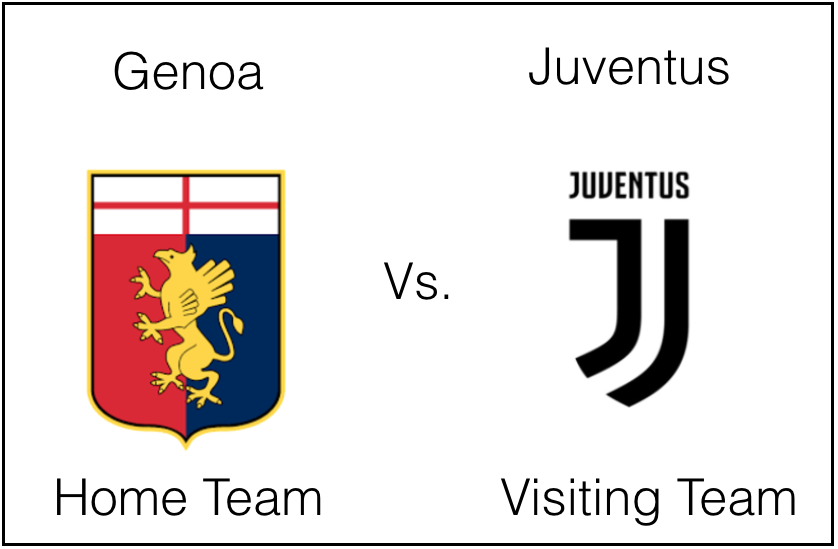 Genoa
Juventus
JUVENTUS
Vs.
Home Team
Visiting Team